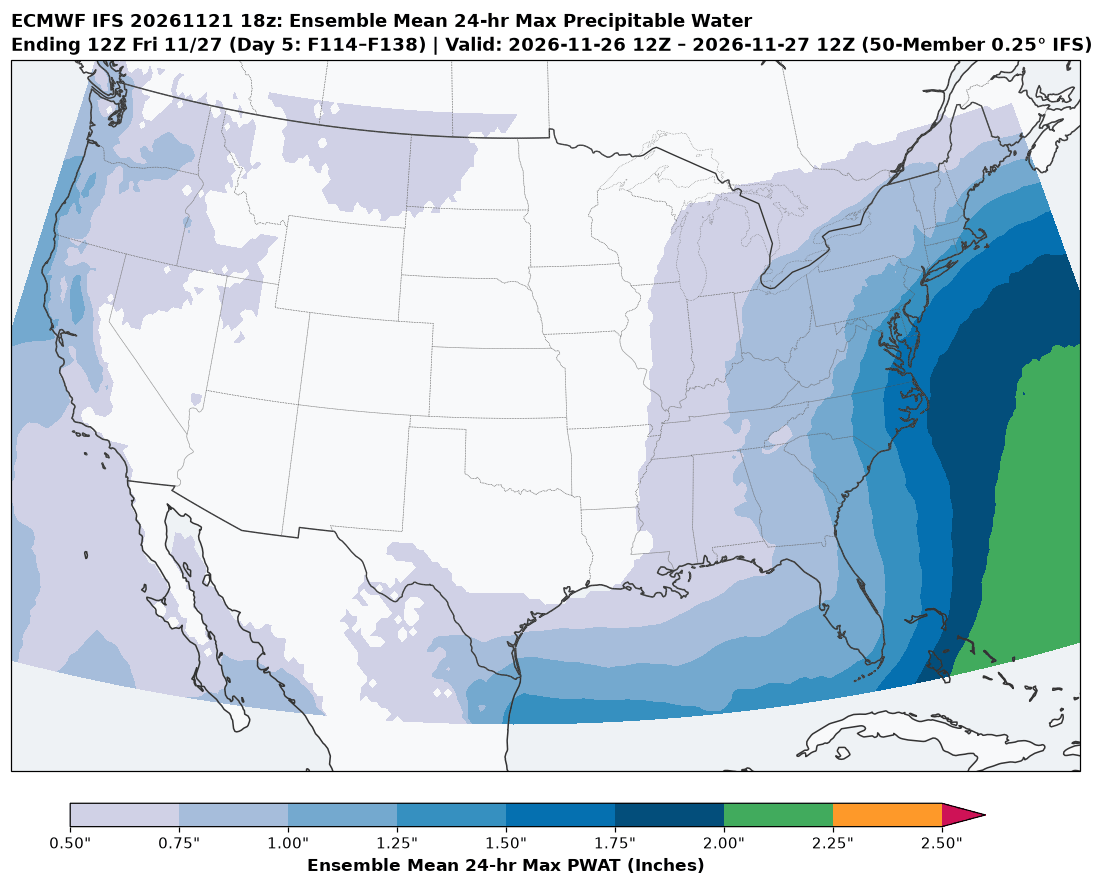 ECMWF IFS 20261121 18z: Ensemble Mean 24-hr Max Precipitable Water
Ending 12Z Fri 11/27 (Day 5: F114–F138) | Valid: 2026-11-26 12Z – 2026-11-27 12Z (50-Member 0.25° IFS)
0.50" 0.75" 1.00" 1.25" 1.50" 1.75" 2.00" 2.25" 2.50"
Ensemble Mean 24-hr Max PWAT (Inches)